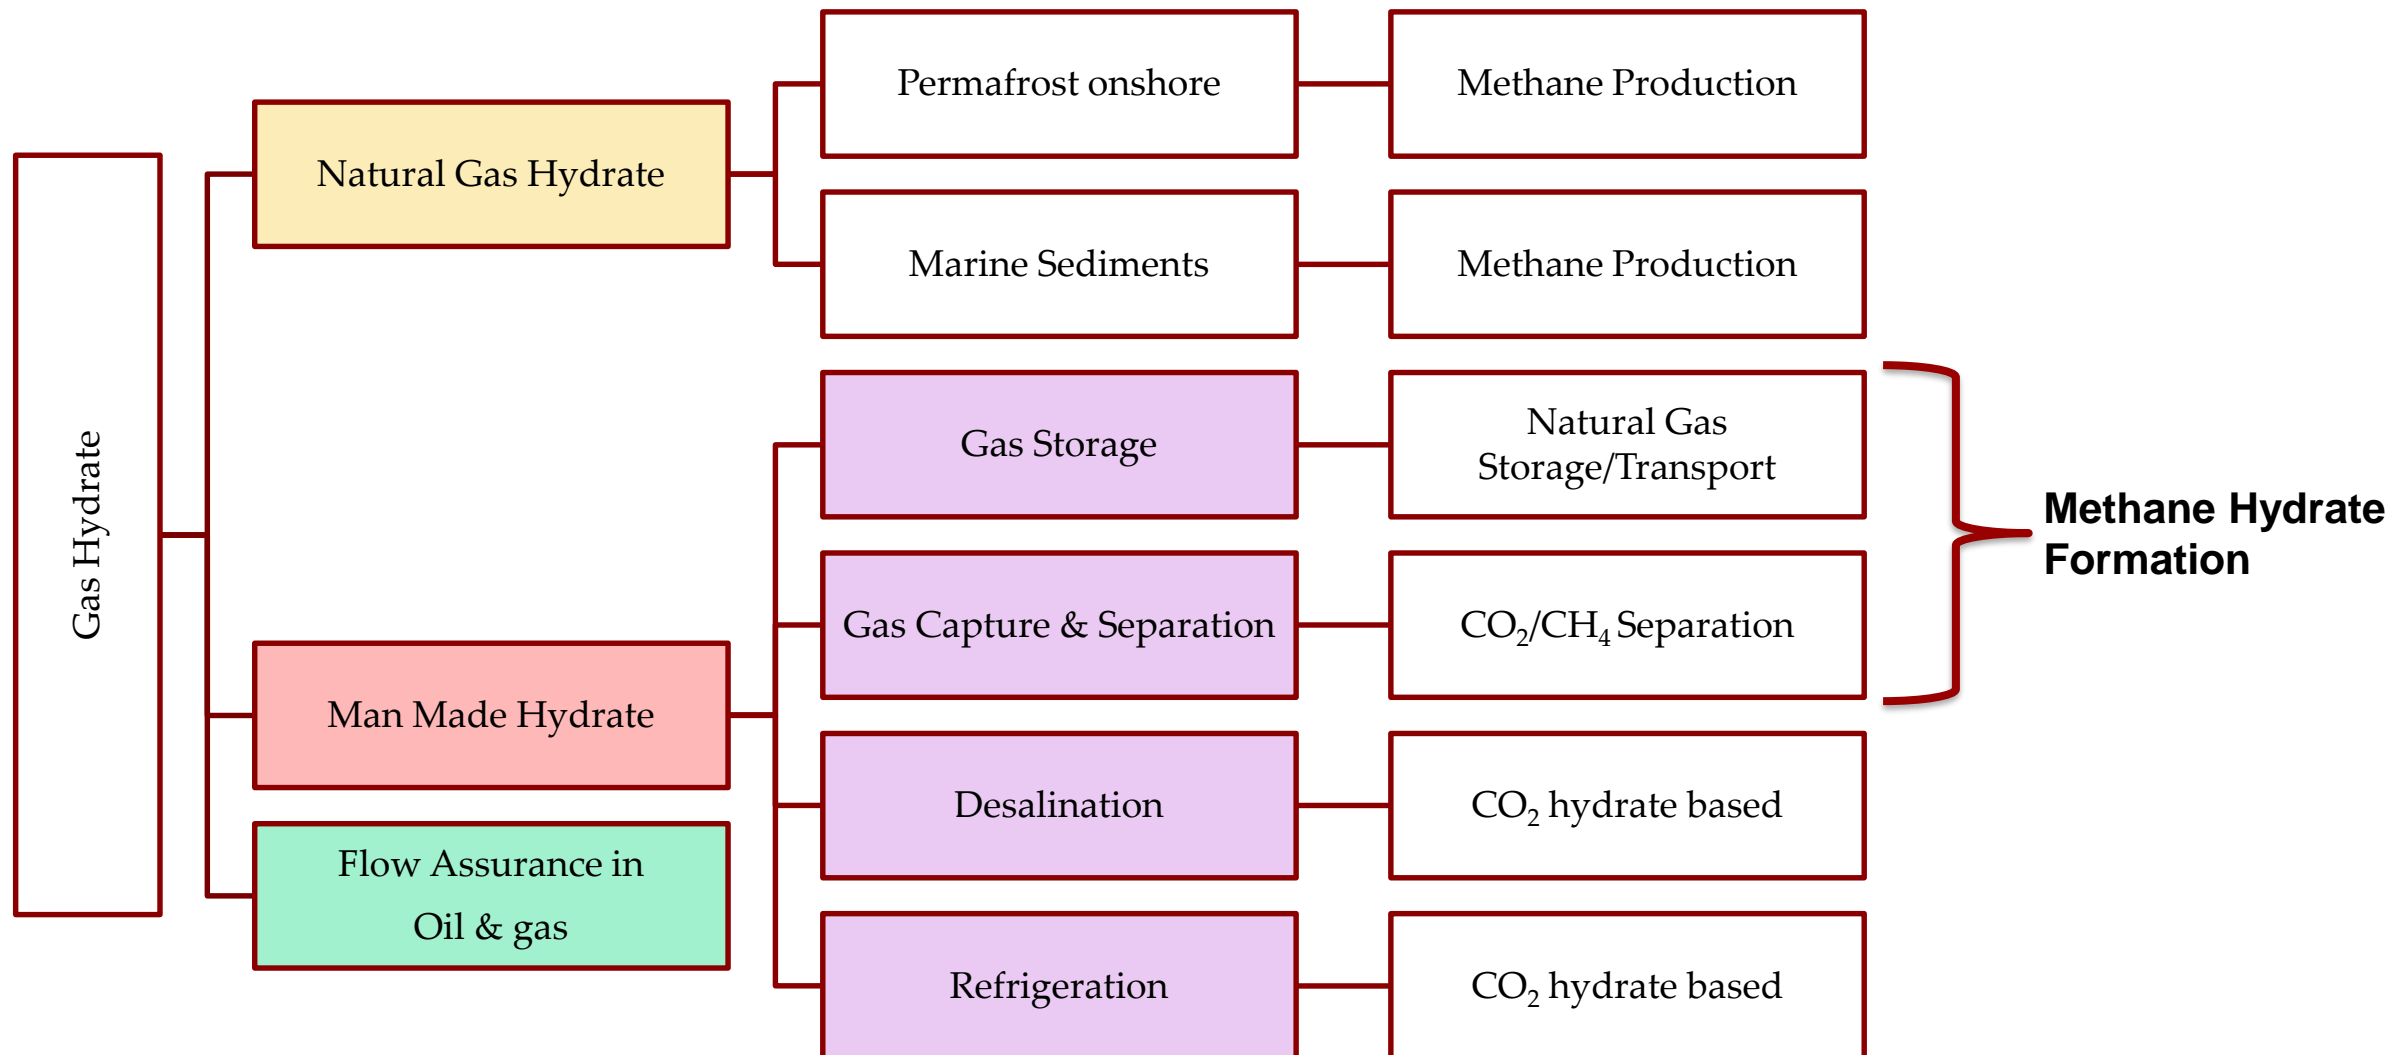 Gas Hydrate
Natural Gas Hydrate
Permafrost onshore
Methane Production
Marine Sediments
Methane Production
Man Made Hydrate
Gas Storage
Natural Gas
Storage/Transport
Gas Capture & Separation
CO₂/CH₄ Separation
Desalination
CO₂ hydrate based
Refrigeration
CO₂ hydrate based
Flow Assurance in
Oil & gas
Methane Hydrate
Formation